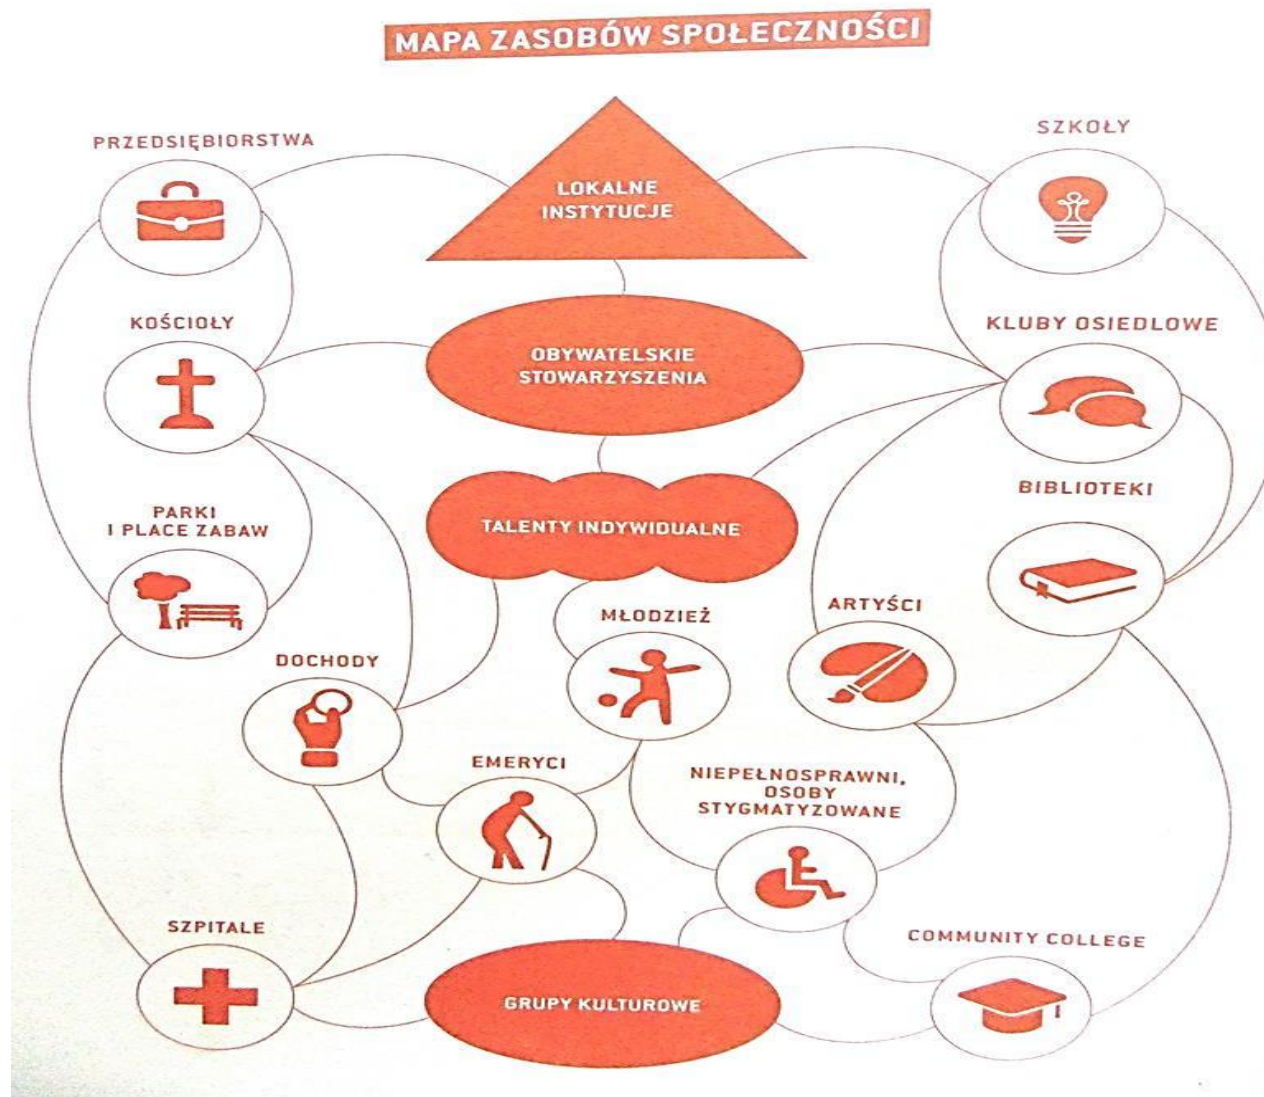 MAPA ZASOBÓW SPOŁECZNOŚCI
PRZEDSIĘBIORSTWA
SZKOŁY
LOKALNE
INSTYTUCJE
KOŚCIOŁY
KLUBY OSIEDLOWE
OBYWATELSKIE
STOWARZYSZENIA
BIBLIOTEKI
PARKI
I PLACE ZABAW
TALENTY INDYWIDUALNE
MŁODZIEŻ
ARTYŚCI
DOCHODY
EMERYCI
NIEPEŁNOSPRAWNI,
OSOBY
STYGMATYZOWANE
SZPITALE
COMMUNITY COLLEGE
GRUPY KULTUROWE